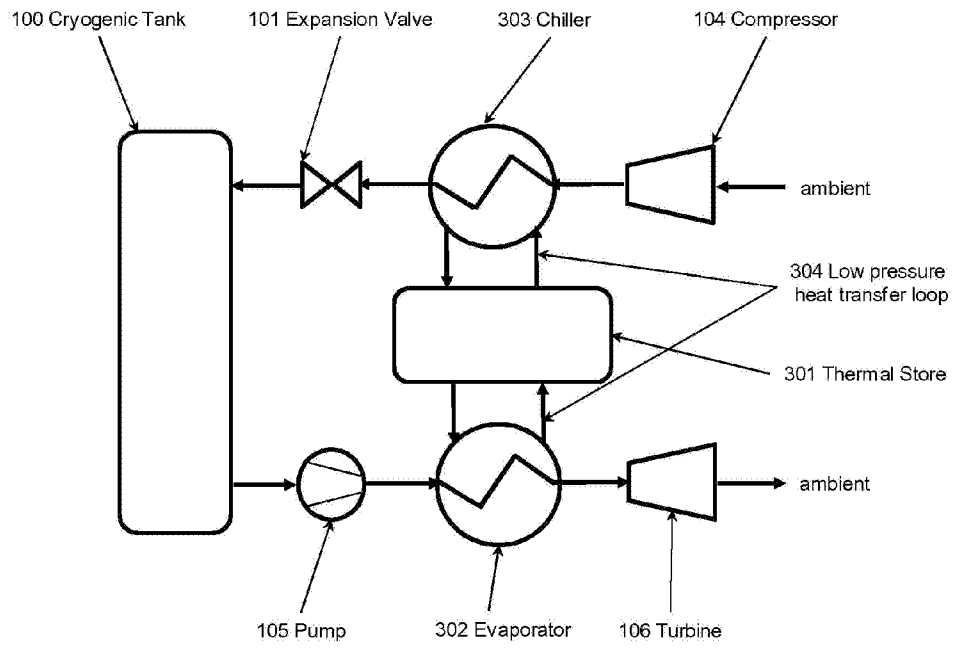 100 Cryogenic Tank
101 Expansion Valve
303 Chiller
104 Compressor
ambient
304 Low pressure
heat transfer loop
301 Thermal Store
ambient
105 Pump
302 Evaporator
106 Turbine